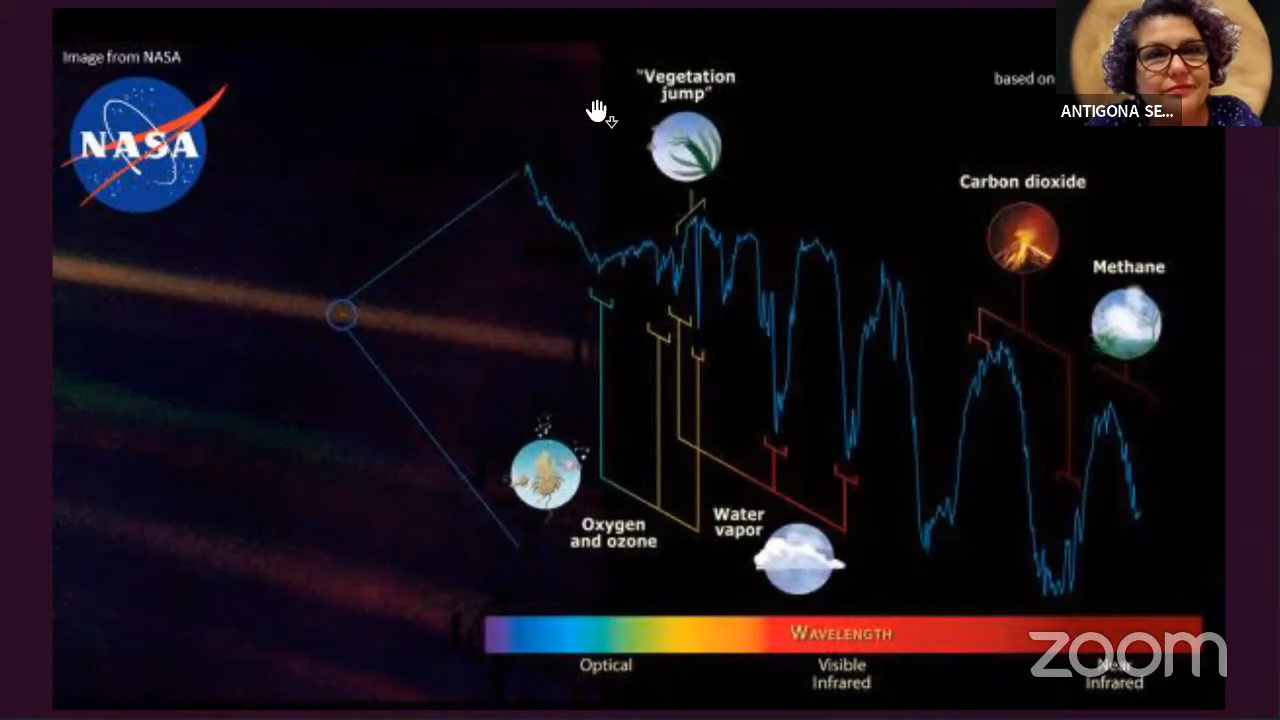 Image from NASA
NASA
"Vegetation
jump"
based on
ANTIGONA SE...
Carbon dioxide
Methane
Oxygen
and ozone
Water
vapor
WAVELENGTH
Optical
Visible
Infrared
Near
Infrared
zoom